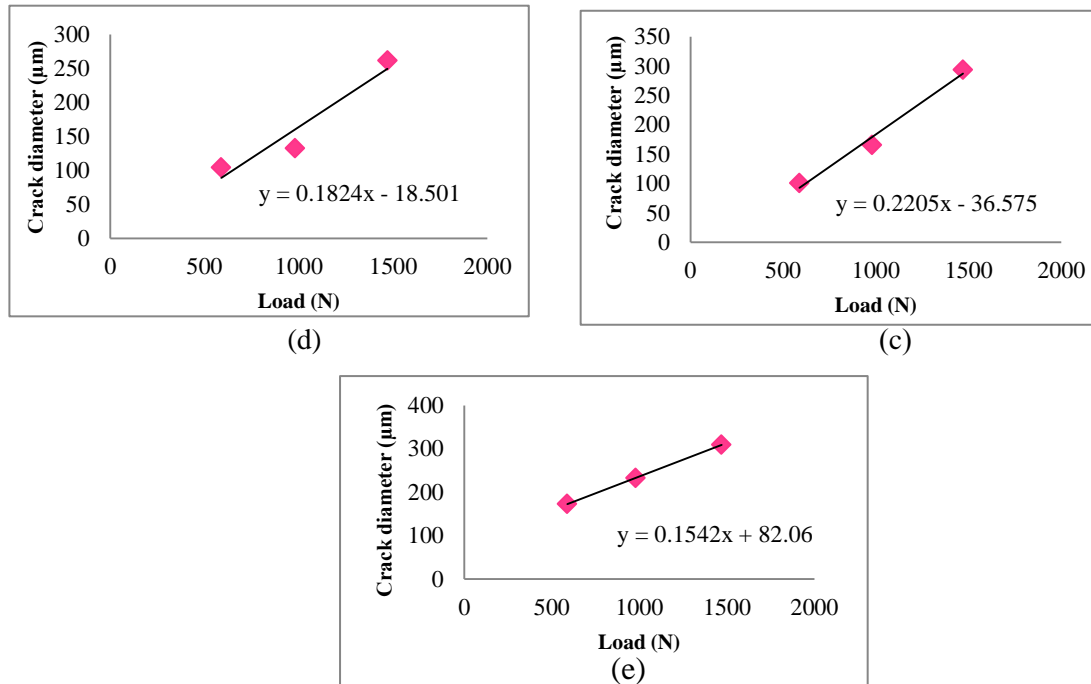 300
250
200
150
100
50
0
Crack diameter (µm)
y = 0.1824x - 18.501
0 500 1000 1500 2000
Load (N)
(d)
350
300
250
200
150
100
50
0
Crack diameter (µm)
y = 0.2205x - 36.575
0 500 1000 1500 2000
Load (N)
(c)
400
300
200
100
0
Crack diameter (µm)
y = 0.1542x + 82.06
0 500 1000 1500 2000
Load (N)
(e)